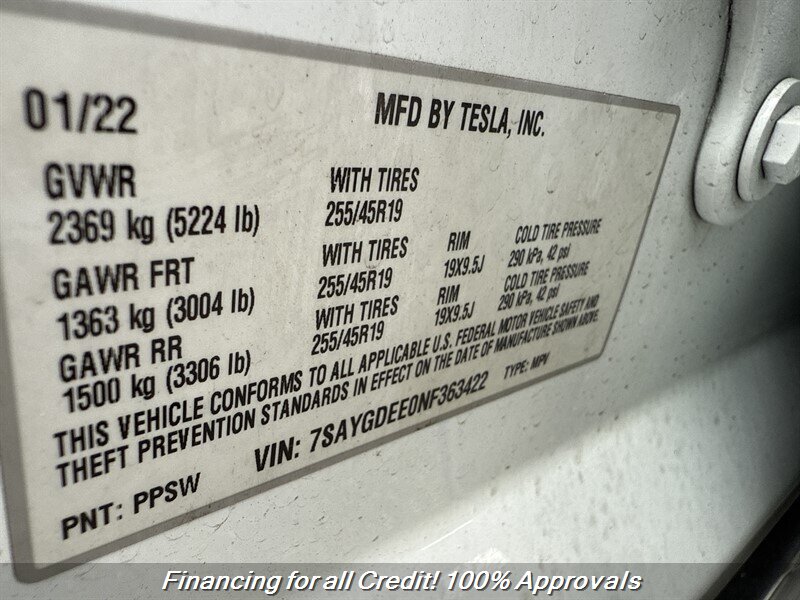 01/22 MFD BY TESLA, INC.
GVWR WITH TIRES
2369 kg (5224 lb) 255/45R19
GAWR FRT WITH TIRES RIM COLD TIRE PRESSURE
1363 kg (3004 lb) 255/45R19 19X9.5J 290 kPa, 42 psi
GAWR RR WITH TIRES RIM COLD TIRE PRESSURE
1500 kg (3306 lb) 255/45R19 19X9.5J 290 kPa, 42 psi
THIS VEHICLE CONFORMS TO ALL APPLICABLE U.S. FEDERAL MOTOR VEHICLE SAFETY AND
THEFT PREVENTION STANDARDS IN EFFECT ON THE DATE OF MANUFACTURE SHOWN ABOVE.
PNT: PPSW VIN: 7SAYGDEE0NF363422 TYPE: MPV
Financing for all Credit! 100% Approvals